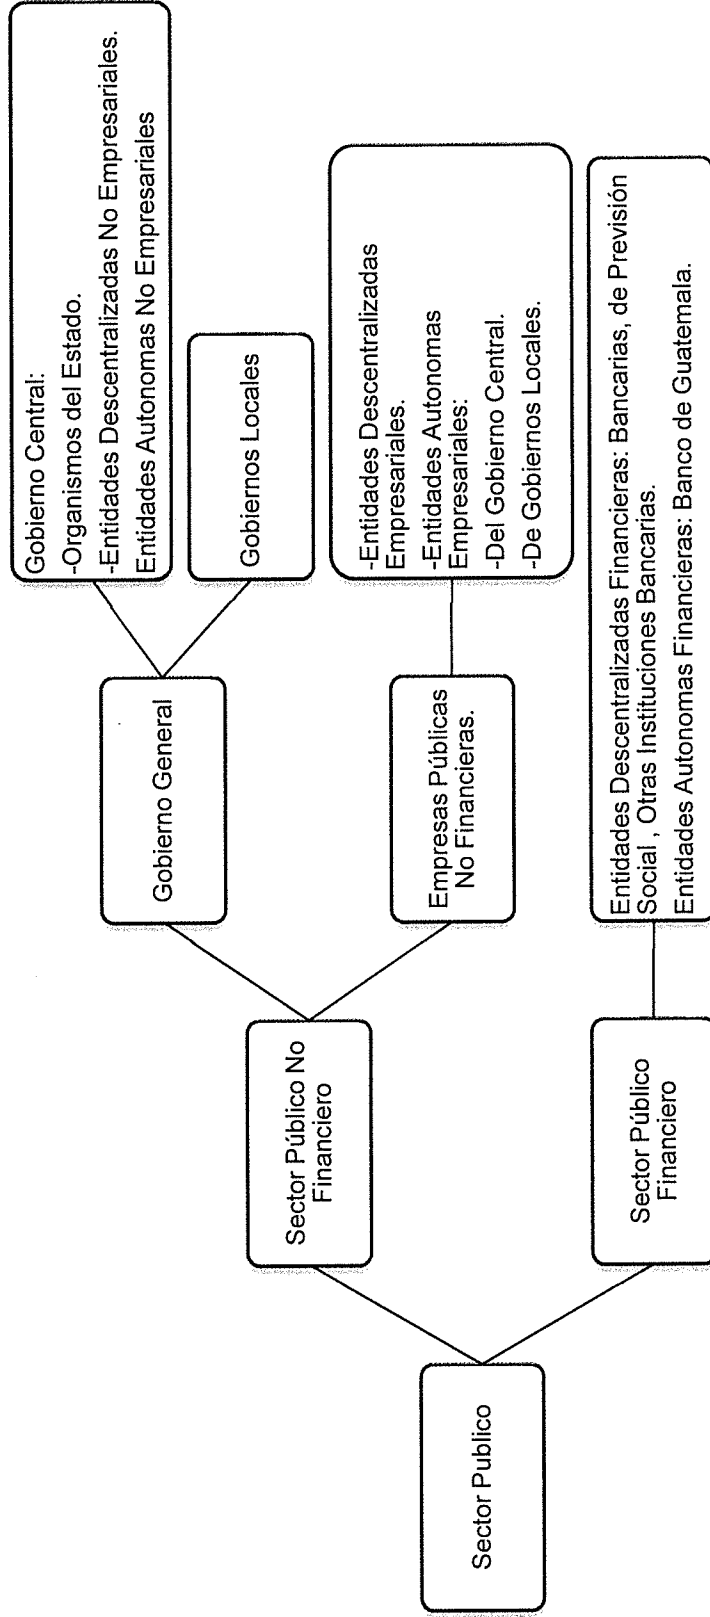 Sector Publico
Sector Público No
Financiero
Sector Público
Financiero
Gobierno General
Empresas Públicas
No Financieras.
Gobierno Central:
-Organismos del Estado.
-Entidades Descentralizadas No Empresariales.
Entidades Autonomas No Empresariales
Gobiernos Locales
-Entidades Descentralizadas
Empresariales.
-Entidades Autonomas
Empresariales:
-Del Gobierno Central.
-De Gobiernos Locales.
Entidades Descentralizadas Financieras: Bancarias, de Previsión
Social , Otras Instituciones Bancarias.
Entidades Autonomas Financieras: Banco de Guatemala.